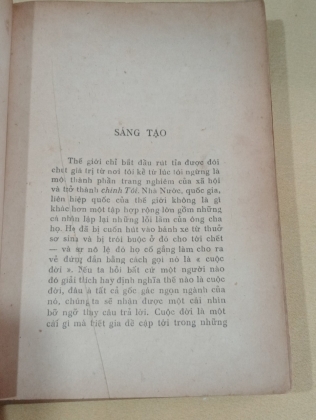 SÁNG TẠO
Thế giới chỉ bắt đầu rút tỉa được đôi
chút giá trị từ nơi tôi kể từ lúc tôi ngừng là
một thành phần trang nghiêm của xã hội
và trở thành chính Tôi. Nhà Nước, quốc gia,
liên hiệp quốc của thế giới không là gì
khác hơn một tập hợp rộng lớn gồm những
cá nhân lập lại những lỗi lầm của ông cha
họ. Họ đã bị cuốn hút vào bánh xe từ thuở
sơ sinh và bị trói buộc ở đó cho tới chết
— và sự nô lệ đó họ cố gắng làm cho ra
vẻ đứng đắn bằng cách gọi nó là « cuộc
đời ». Nếu ta hỏi bất cứ một người nào
đó giải thích hay định nghĩa thế nào là cuộc
đời, đâu là tất cả gốc gác ngọn ngành của
nó, chúng ta sẽ nhận được một cái nhìn
bỡ ngỡ thay câu trả lời. Cuộc đời là một
cái gì mà triết gia đề cập tới trong những